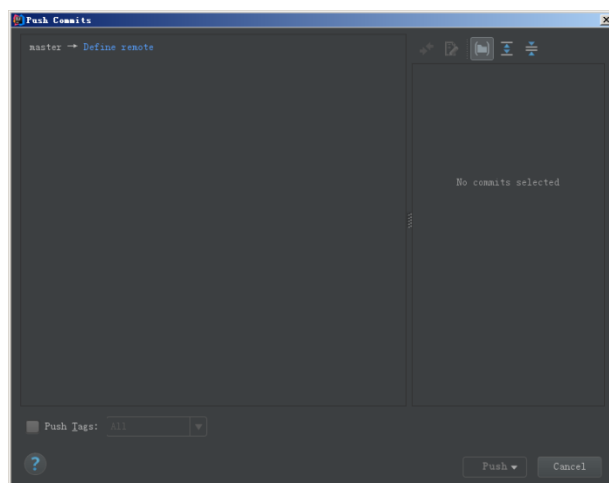 Push Commits
master → Define remote
No commits selected
Push Tags: All
?
Push Cancel